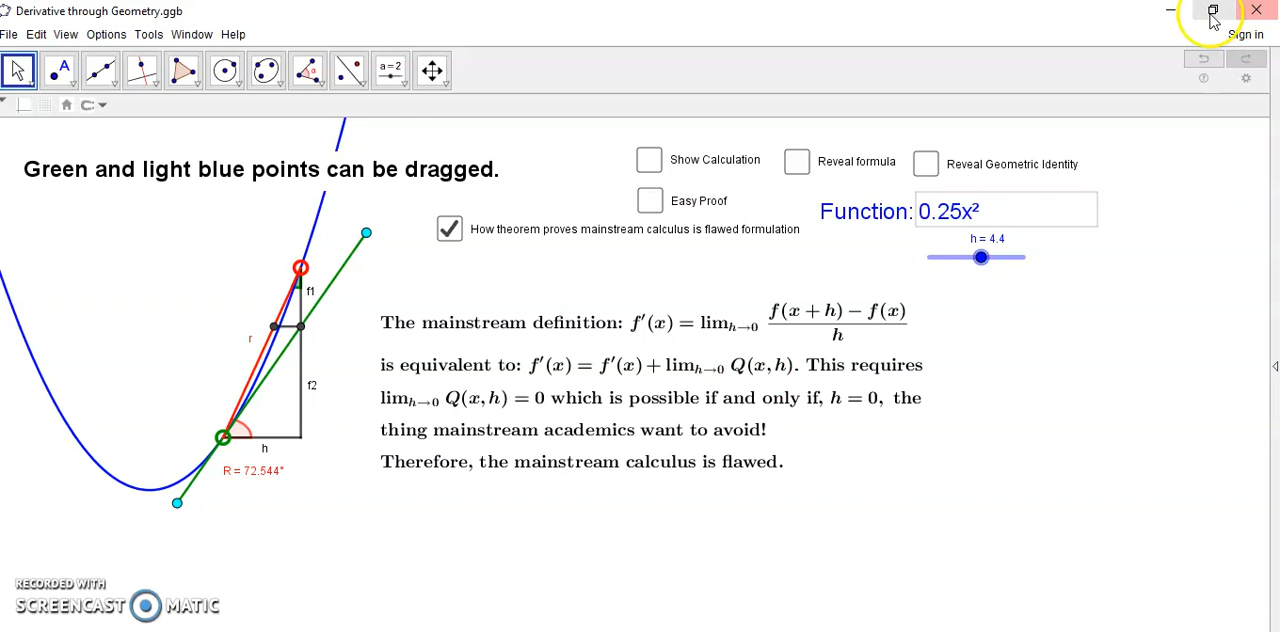 Derivative through Geometry.ggb
File Edit View Options Tools Window Help
Sign in
A
α
a=2
Green and light blue points can be dragged.
Show Calculation
Reveal formula
Reveal Geometric Identity
Easy Proof
Function: 0.25x²
How theorem proves mainstream calculus is flawed formulation
h = 4.4
f1
r
f2
h
R = 72.544°
The mainstream definition: f′(x) = lim_{h→0} \frac{f(x + h) − f(x)}{h}
is equivalent to: f′(x) = f′(x) + lim_{h→0} Q(x, h). This requires
lim_{h→0} Q(x, h) = 0 which is possible if and only if, h = 0, the
thing mainstream academics want to avoid!
Therefore, the mainstream calculus is flawed.
RECORDED WITH
SCREENCAST MATIC